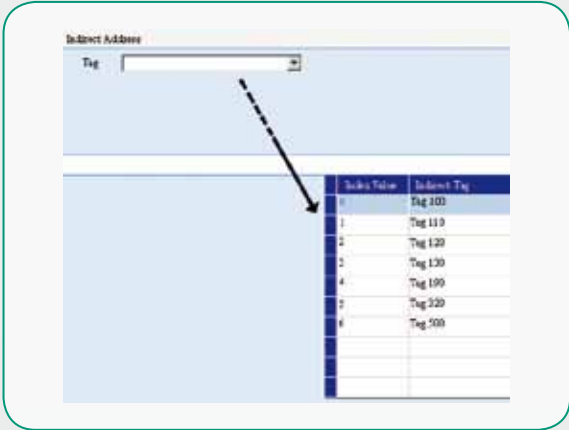 Indirect Address
Tag
Index Value Indirect Tag
0 Tag 100
1 Tag 110
2 Tag 120
3 Tag 130
4 Tag 190
5 Tag 320
6 Tag 500